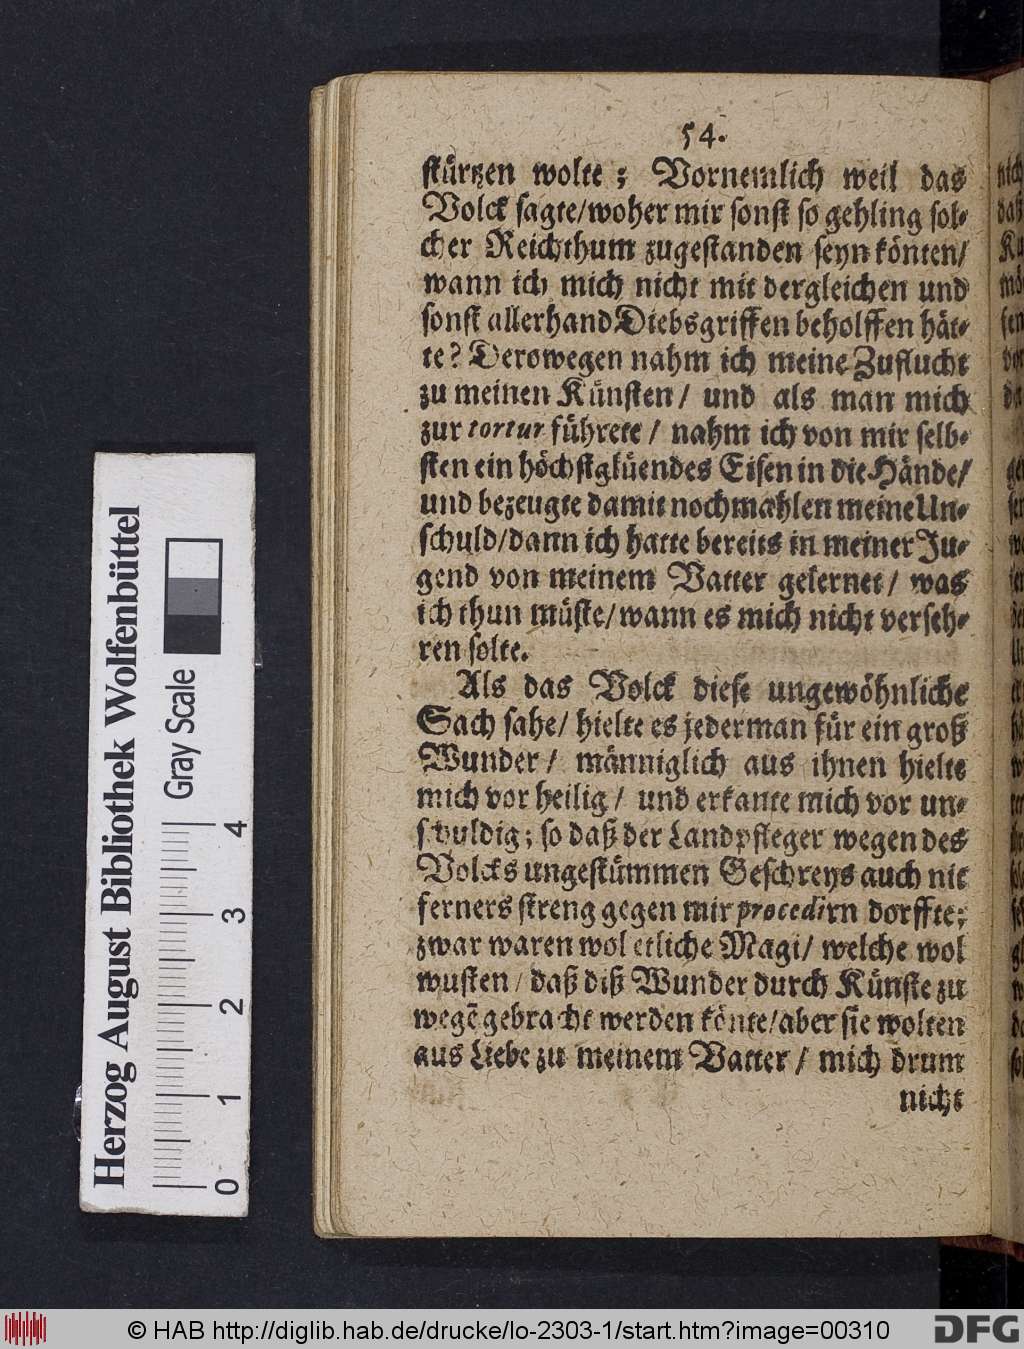 54.
stürtzen wolte; Vornemlich weil das
Volck sagte/woher mir sonst so gehling sol-
cher Reichthum zugestanden seyn könten/
wann ich mich nicht mit dergleichen und
sonst allerhand Diebsgriffen beholffen hät-
te? Derowegen nahm ich meine Zuflucht
zu meinen Künsten/ und als man mich
zur tortur führete/ nahm ich von mir selb-
sten ein höchstglüendes Eisen in die Hände/
und bezeugte damit nochmahlen meine Un-
schuld/dann ich hatte bereits in meiner Ju-
gend von meinem Vatter gelernet/ was
ich thun müste/wann es mich nicht verseh-
ren solte.
Als das Volck diese ungewöhnliche
Sach sahe/ hielte es jederman für ein groß
Wunder/ männiglich aus ihnen hielte
mich vor heilig/ und erkante mich vor un-
schuldig; so daß der Landpfleger wegen des
Volcks ungestümmen Geschreys auch nit
ferners streng gegen mir procedirn dorffte;
zwar waren wol etliche Magi/ welche wol
wusten/ daß diß Wunder durch Künste zu
wegē gebracht werden könte/aber sie wolten
aus Liebe zu meinem Vatter/ mich drum
nicht
Herzog August Bibliothek Wolfenbüttel
Gray Scale
0 1 2 3 4
© HAB http://diglib.hab.de/drucke/lo-2303-1/start.htm?image=00310
DFG